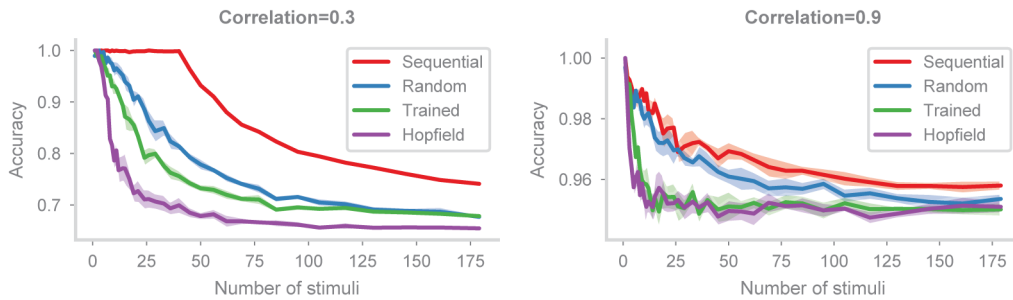 Correlation=0.3
1.0
0.9
0.8
0.7
Accuracy
Sequential
Random
Trained
Hopfield
0 25 50 75 100 125 150 175
Number of stimuli
Correlation=0.9
1.00
0.98
0.96
Accuracy
Sequential
Random
Trained
Hopfield
0 25 50 75 100 125 150 175
Number of stimuli